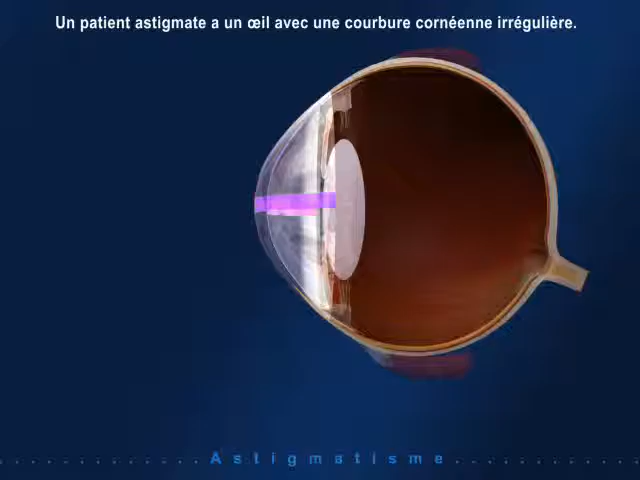 Un patient astigmate a un œil avec une courbure cornéenne irrégulière.
Astigmatisme